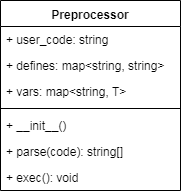 Preprocessor
+ user_code: string
+ defines: map<string, string>
+ vars: map<string, T>
+ __init__()
+ parse(code): string[]
+ exec(): void